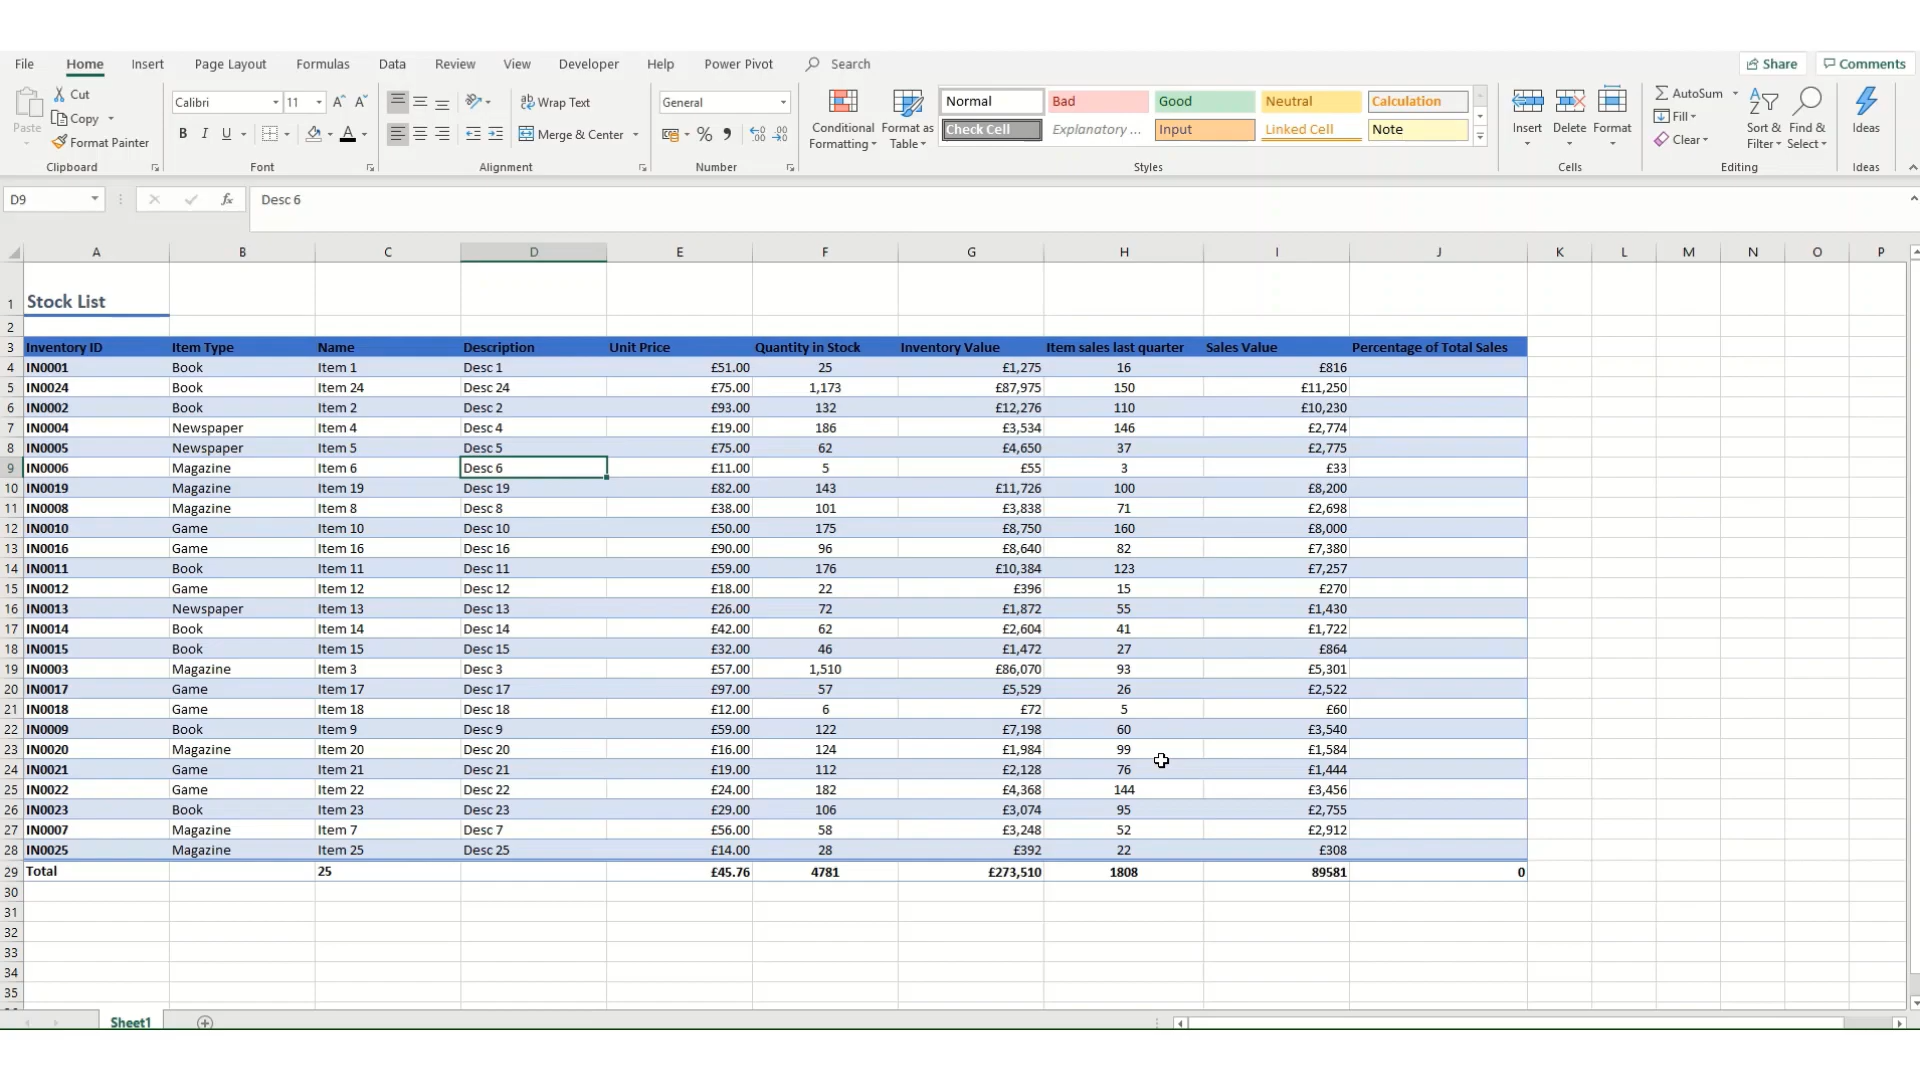 File Home Insert Page Layout Formulas Data Review View Developer Help Power Pivot Search Share Comments
Paste Cut Copy Format Painter Clipboard
Calibri 11 A A B I U A Font
ab Wrap Text Merge & Center Alignment
General % , Number
Conditional Formatting Format as Table
Normal Bad Good Neutral Calculation
Check Cell Explanatory ... Input Linked Cell Note
Styles
Insert Delete Format Cells
AutoSum Fill Clear Sort & Filter Find & Select Editing
Ideas Ideas
D9 fx Desc 6
A B C D E F G H I J K L M N O P
1 Stock List
2
3 Inventory ID Item Type Name Description Unit Price Quantity in Stock Inventory Value Item sales last quarter Sales Value Percentage of Total Sales
4 IN0001 Book Item 1 Desc 1 £51.00 25 £1,275 16 £816
5 IN0024 Book Item 24 Desc 24 £75.00 1,173 £87,975 150 £11,250
6 IN0002 Book Item 2 Desc 2 £93.00 132 £12,276 110 £10,230
7 IN0004 Newspaper Item 4 Desc 4 £19.00 186 £3,534 146 £2,774
8 IN0005 Newspaper Item 5 Desc 5 £75.00 62 £4,650 37 £2,775
9 IN0006 Magazine Item 6 Desc 6 £11.00 5 £55 3 £33
10 IN0019 Magazine Item 19 Desc 19 £82.00 143 £11,726 100 £8,200
11 IN0008 Magazine Item 8 Desc 8 £38.00 101 £3,838 71 £2,698
12 IN0010 Game Item 10 Desc 10 £50.00 175 £8,750 160 £8,000
13 IN0016 Game Item 16 Desc 16 £90.00 96 £8,640 82 £7,380
14 IN0011 Book Item 11 Desc 11 £59.00 176 £10,384 123 £7,257
15 IN0012 Game Item 12 Desc 12 £18.00 22 £396 15 £270
16 IN0013 Newspaper Item 13 Desc 13 £26.00 72 £1,872 55 £1,430
17 IN0014 Book Item 14 Desc 14 £42.00 62 £2,604 41 £1,722
18 IN0015 Book Item 15 Desc 15 £32.00 46 £1,472 27 £864
19 IN0003 Magazine Item 3 Desc 3 £57.00 1,510 £86,070 93 £5,301
20 IN0017 Game Item 17 Desc 17 £97.00 57 £5,529 26 £2,522
21 IN0018 Game Item 18 Desc 18 £12.00 6 £72 5 £60
22 IN0009 Book Item 9 Desc 9 £59.00 122 £7,198 60 £3,540
23 IN0020 Magazine Item 20 Desc 20 £16.00 124 £1,984 99 £1,584
24 IN0021 Game Item 21 Desc 21 £19.00 112 £2,128 76 £1,444
25 IN0022 Game Item 22 Desc 22 £24.00 182 £4,368 144 £3,456
26 IN0023 Book Item 23 Desc 23 £29.00 106 £3,074 95 £2,755
27 IN0007 Magazine Item 7 Desc 7 £56.00 58 £3,248 52 £2,912
28 IN0025 Magazine Item 25 Desc 25 £14.00 28 £392 22 £308
29 Total 25 £45.76 4781 £273,510 1808 89581 0
30
31
32
33
34
35
Sheet1